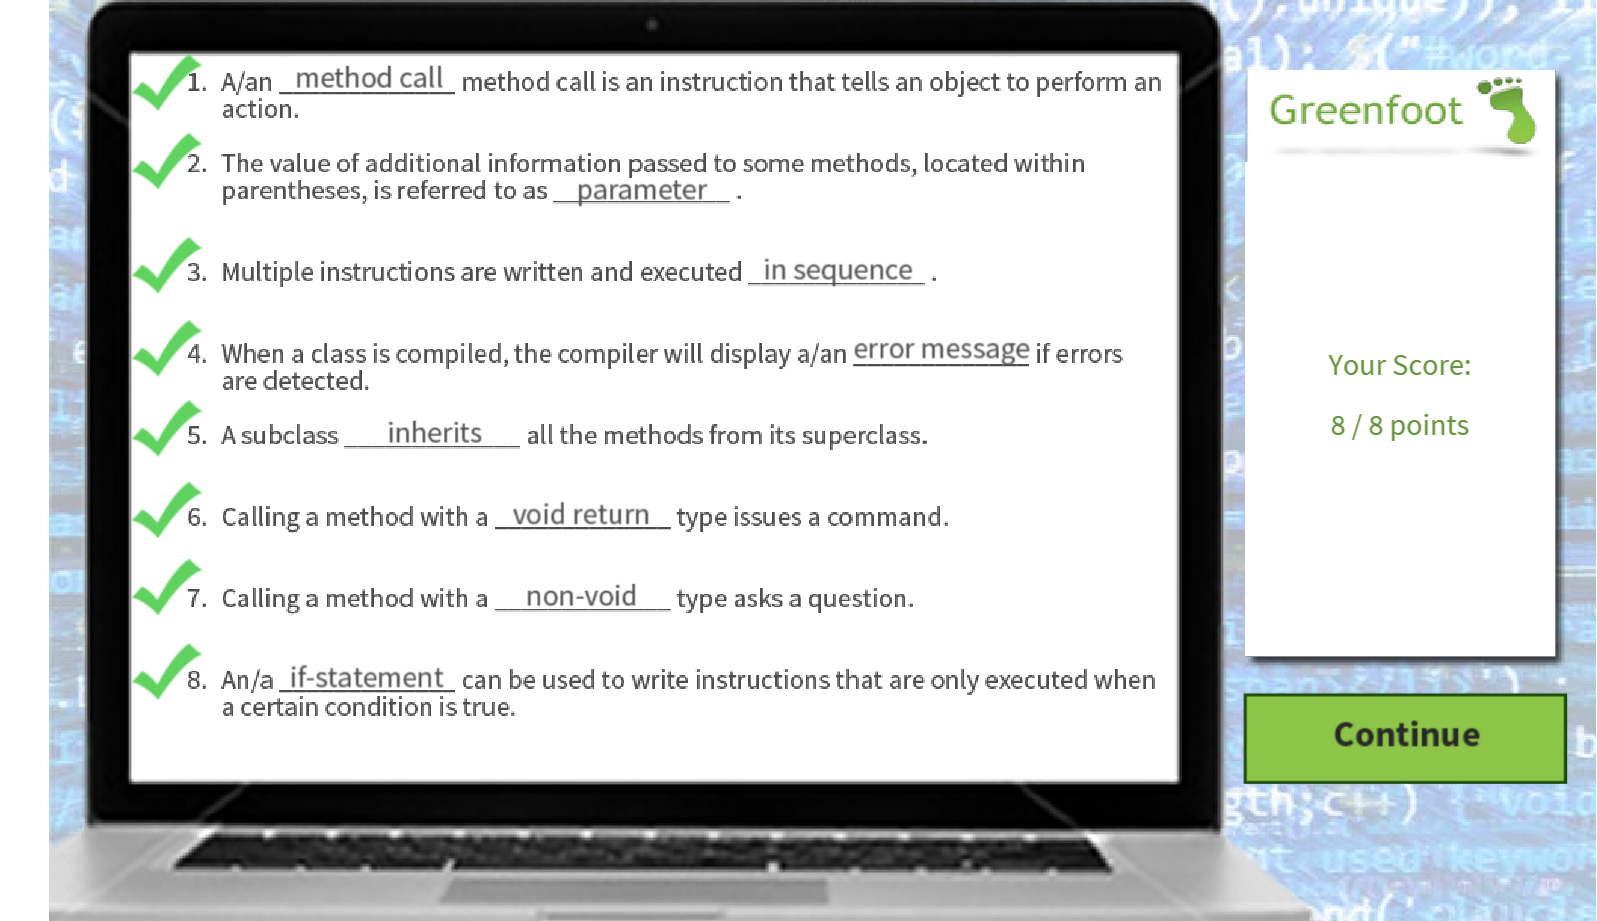 1. A/an method call method call is an instruction that tells an object to perform an
action.
2. The value of additional information passed to some methods, located within
parentheses, is referred to as parameter .
3. Multiple instructions are written and executed in sequence .
4. When a class is compiled, the compiler will display a/an error message if errors
are detected.
5. A subclass inherits all the methods from its superclass.
6. Calling a method with a void return type issues a command.
7. Calling a method with a non-void type asks a question.
8. An/a if-statement can be used to write instructions that are only executed when
a certain condition is true.
Greenfoot
Your Score:
8 / 8 points
Continue